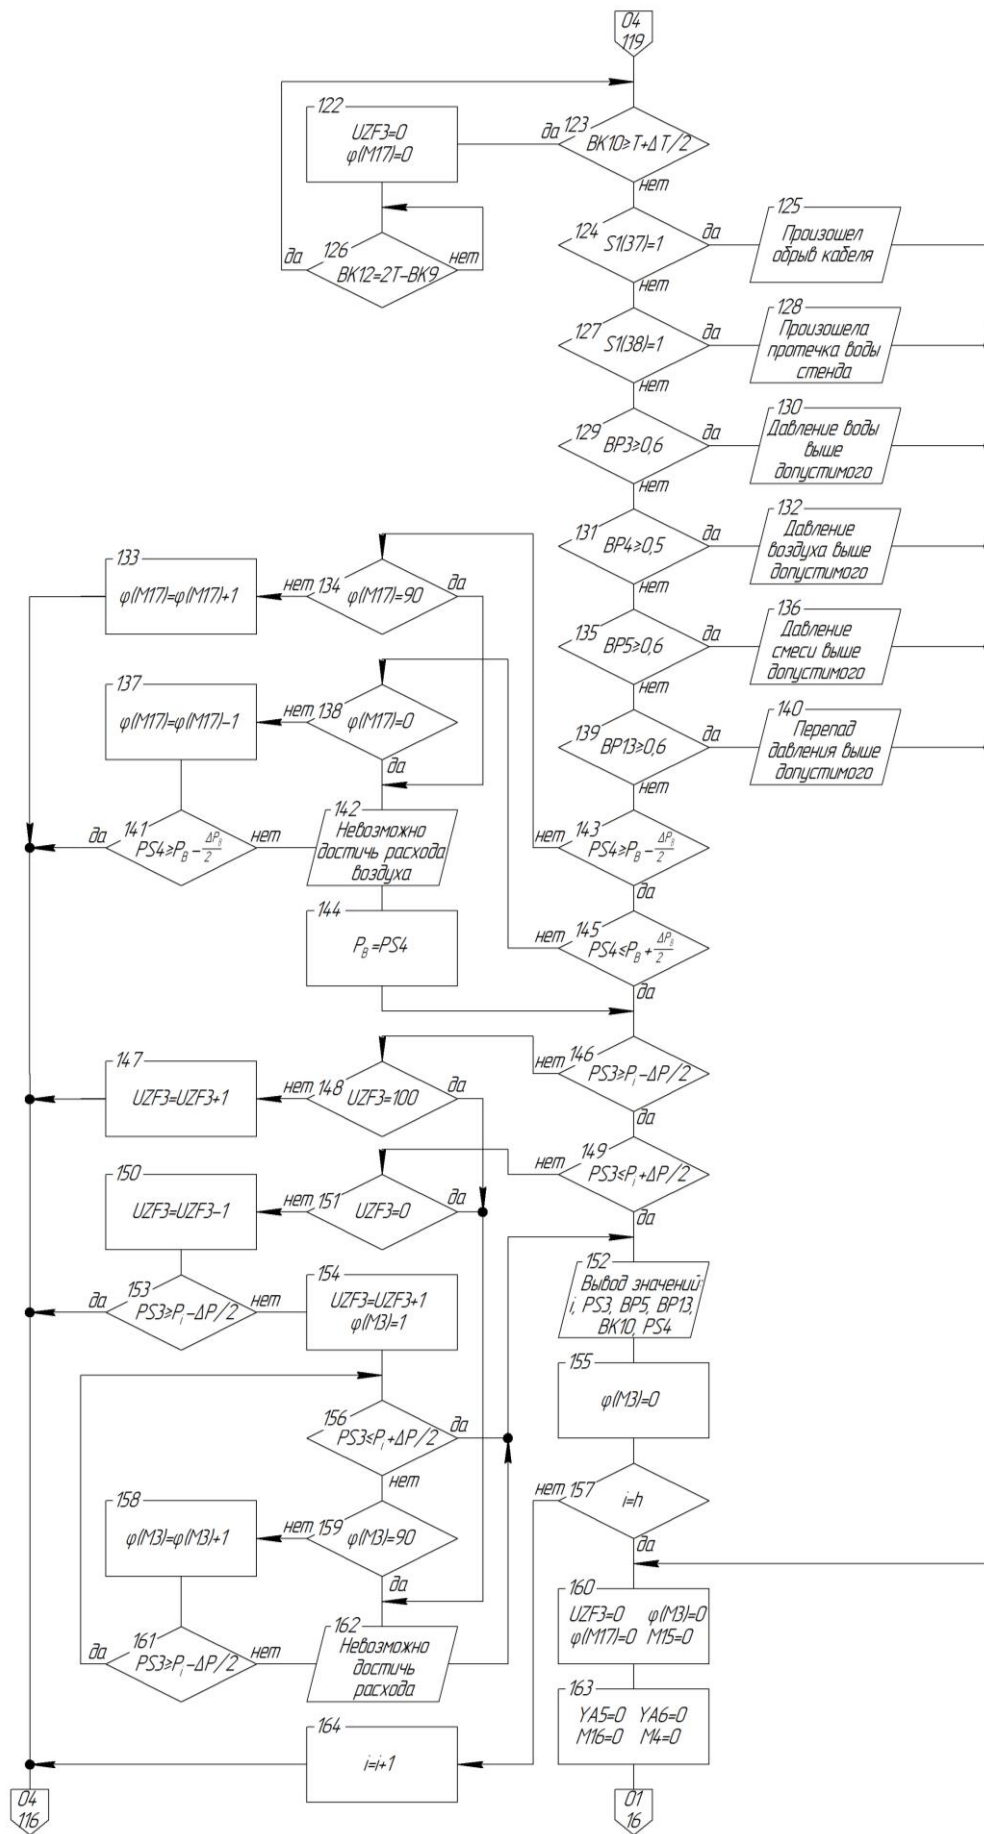 04
119
122
UZF3=0
φ(M17)=0
да
123
BK10≥T+ΔT/2
нет
124
S1(37)=1
да
125
Произошел
обрыв кабеля
нет
да
126
BK12=2T−BK9
нет
127
S1(38)=1
да
128
Произошла
протечка воды
стенда
нет
129
BP3≥0,6
да
130
Давление воды
выше
допустимого
нет
131
BP4≥0,5
да
132
Давление
воздуха выше
допустимого
нет
133
φ(M17)=φ(M17)+1
нет
134
φ(M17)=90
да
135
BP5≥0,6
да
136
Давление
смеси выше
допустимого
нет
137
φ(M17)=φ(M17)−1
нет
138
φ(M17)=0
да
139
BP13≥0,6
да
140
Перепад
давления выше
допустимого
нет
да
141
PS4≥P_В − ΔP_В/2
нет
142
Невозможно
достичь расхода
воздуха
нет
143
PS4≥P_В − ΔP_В/2
да
144
P_В=PS4
нет
145
PS4≤P_В + ΔP_В/2
да
нет
146
PS3≥P_i−ΔP/2
да
147
UZF3=UZF3+1
нет
148
UZF3=100
да
нет
149
PS3≤P_i+ΔP/2
да
150
UZF3=UZF3−1
нет
151
UZF3=0
да
152
Вывод значений:
i, PS3, BP5, BP13,
BK10, PS4
да
153
PS3≥P_i−ΔP/2
нет
154
UZF3=UZF3+1
φ(M3)=1
155
φ(M3)=0
156
PS3≤P_i+ΔP/2
да
нет
нет
157
i=h
да
158
φ(M3)=φ(M3)+1
нет
159
φ(M3)=90
да
160
UZF3=0 φ(M3)=0
φ(M17)=0 M15=0
да
161
PS3≥P_i−ΔP/2
нет
162
Невозможно
достичь
расхода
163
YA5=0 YA6=0
M16=0 M4=0
164
i=i+1
04
116
01
16